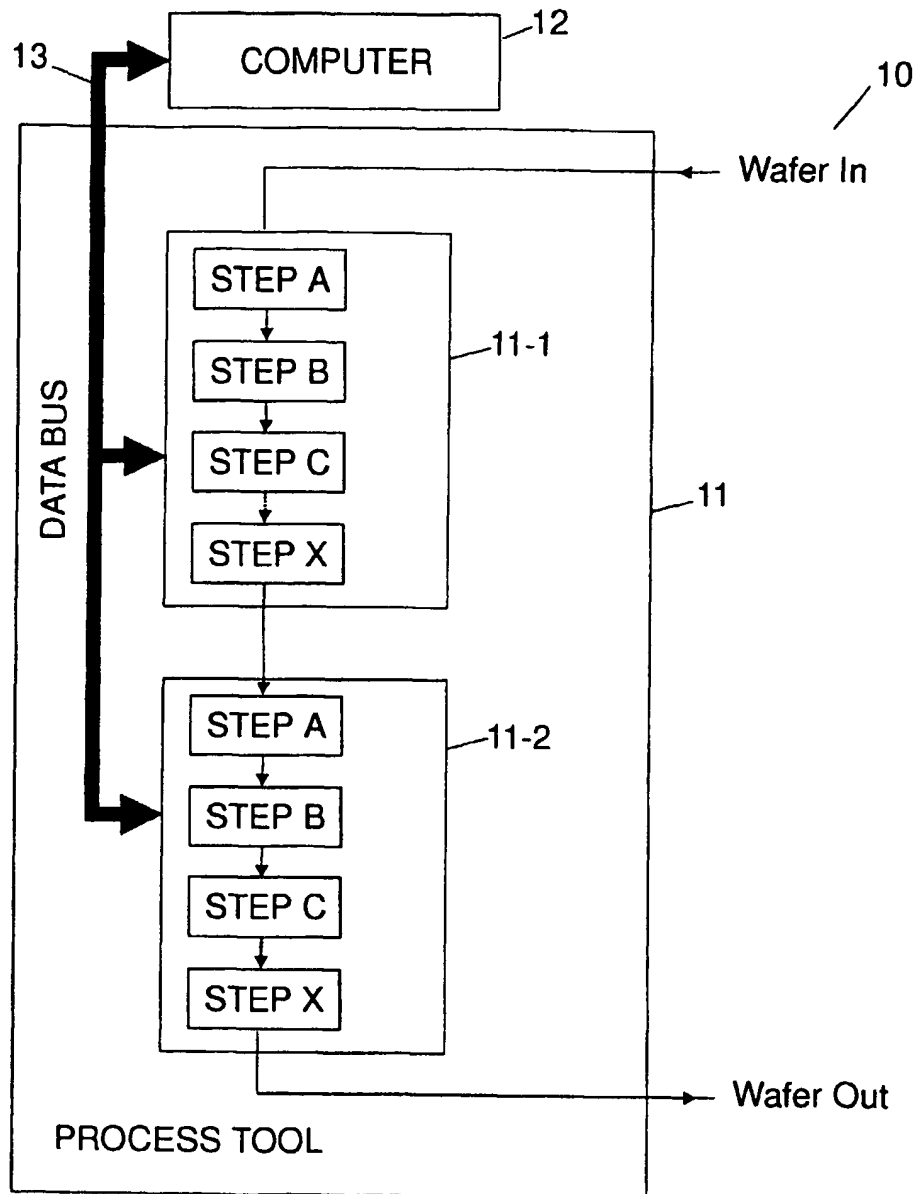 13
COMPUTER
12
10
Wafer In
STEP A
STEP B
11-1
STEP C
DATA BUS
11
STEP X
STEP A
11-2
STEP B
STEP C
STEP X
Wafer Out
PROCESS TOOL